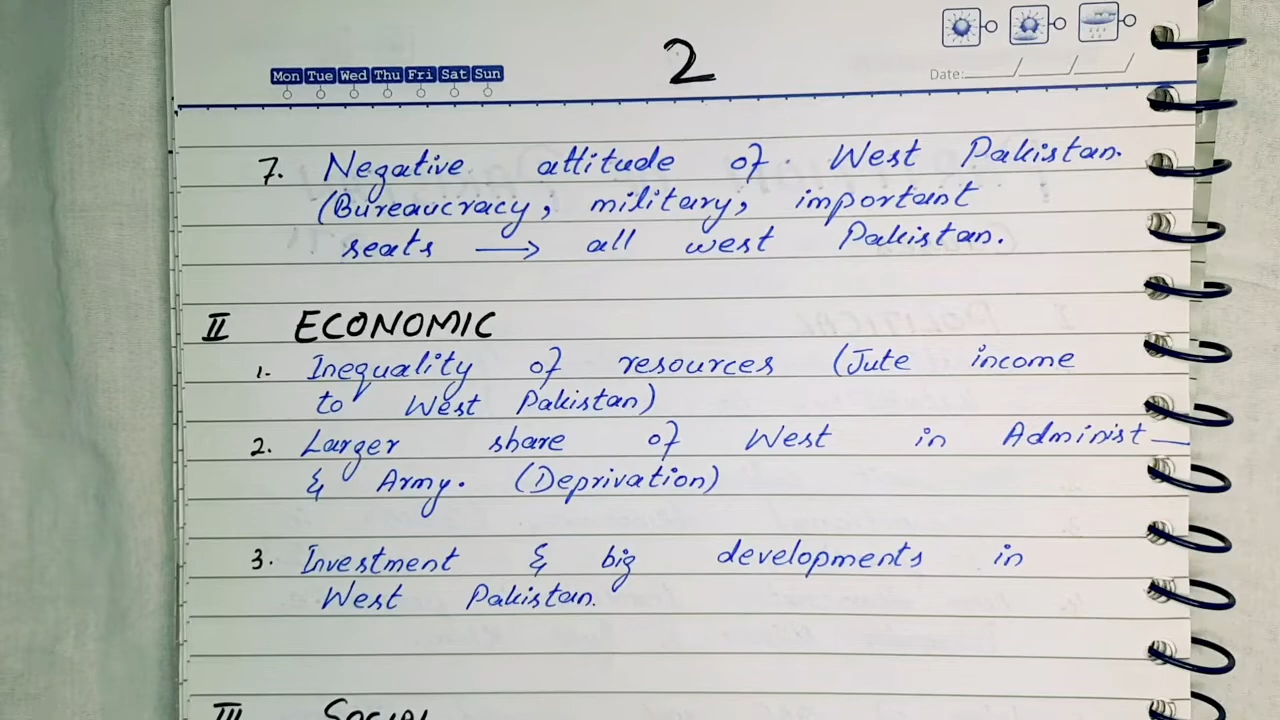 2
Mon Tue Wed Thu Fri Sat Sun
Date:
7. Negative attitude of West Pakistan.
(Bureaucracy, military, important
seats → all west Pakistan.
II ECONOMIC
1. Inequality of resources (Jute income
to West Pakistan)
2. Larger share of West in Administ—
& Army. (Deprivation)
3. Investment & big developments in
West Pakistan.
III SOCIAL